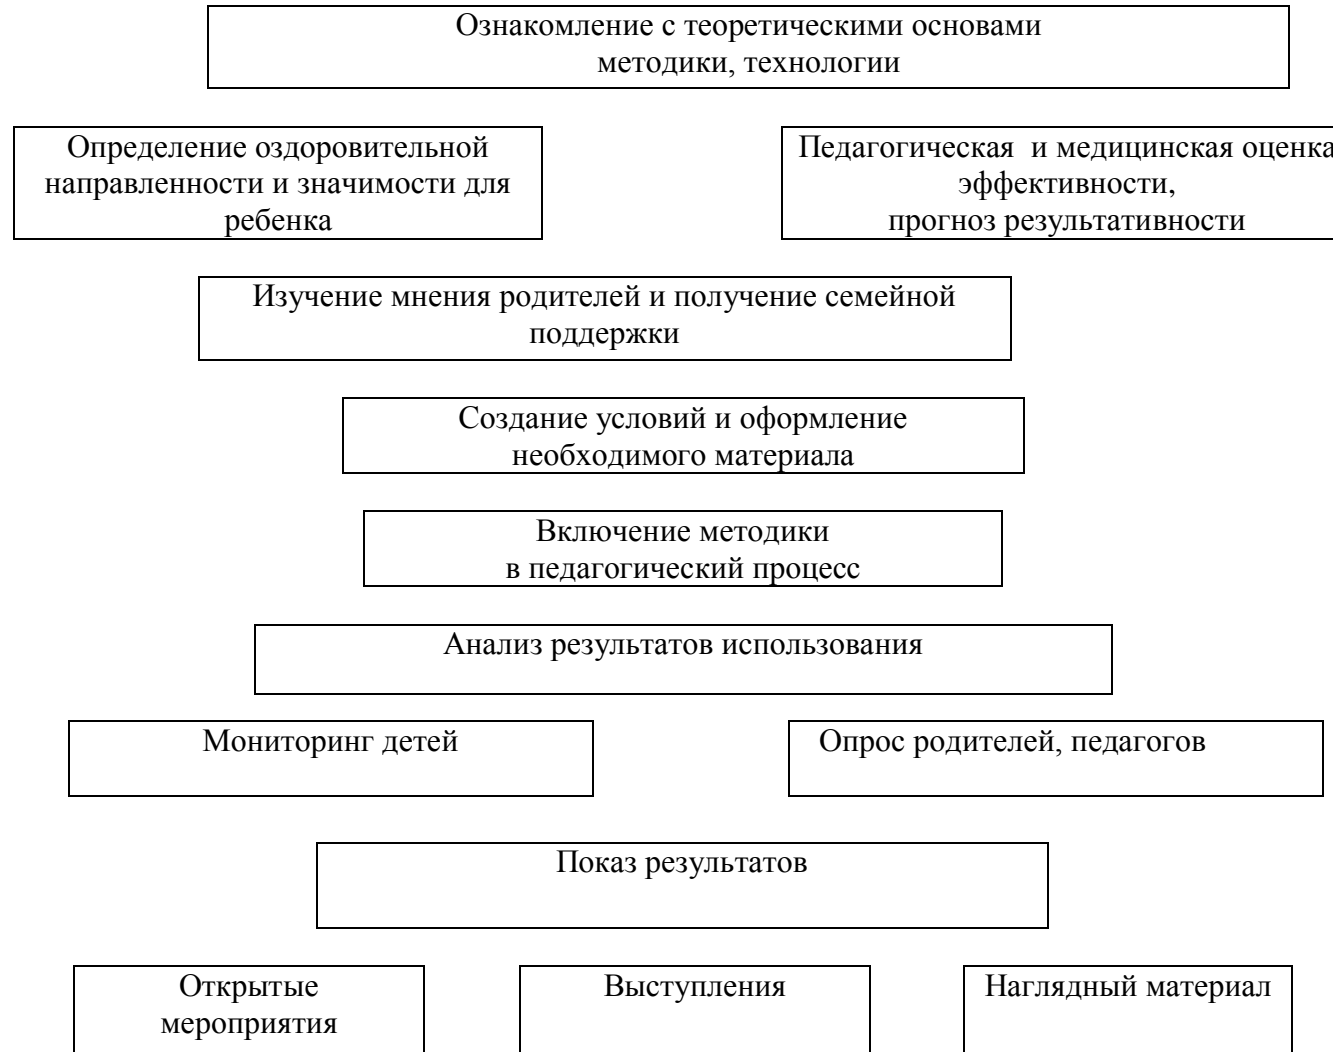 Ознакомление с теоретическими основами
методики, технологии
Определение оздоровительной
направленности и значимости для
ребенка
Педагогическая  и медицинская оценка
эффективности,
прогноз результативности
Изучение мнения родителей и получение семейной
поддержки
Создание условий и оформление
необходимого материала
Включение методики
в педагогический процесс
Анализ результатов использования
Мониторинг детей
Опрос родителей, педагогов
Показ результатов
Открытые
мероприятия
Выступления
Наглядный материал